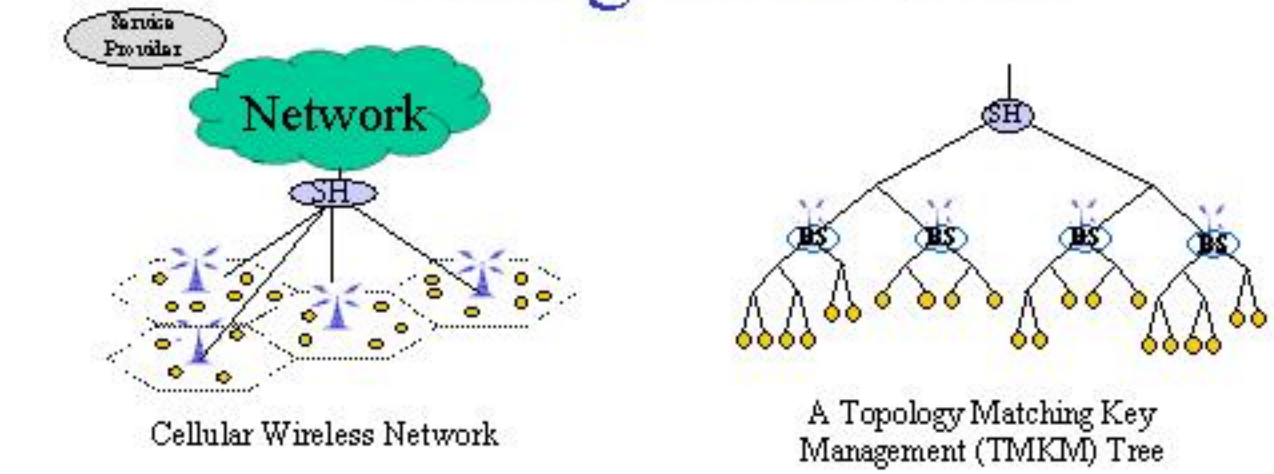 Service
Provider
Network
SH
SH
BS
BS
BS
BS
Cellular Wireless Network
A Topology Matching Key
Management (TMKM) Tree